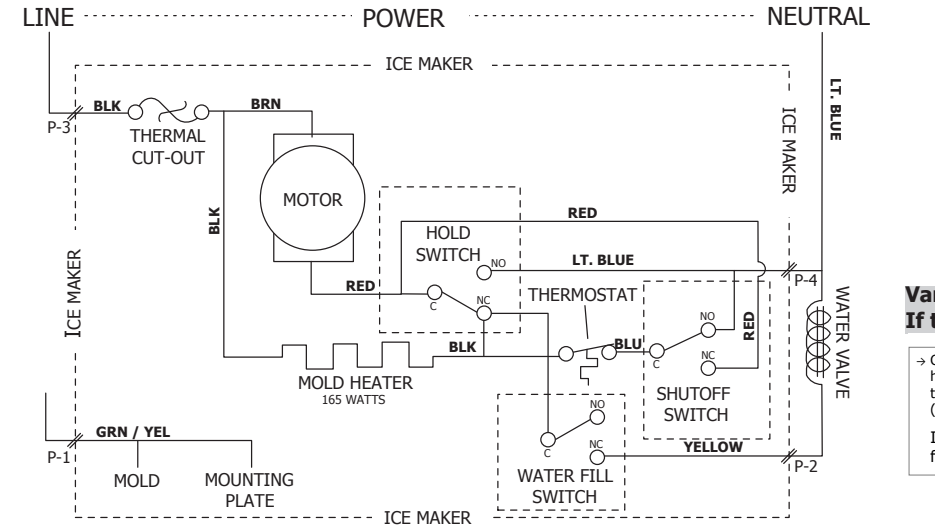 LINE POWER NEUTRAL
ICE MAKER
BLK
BRN
P-3
THERMAL
CUT-OUT
LT. BLUE
ICE MAKER
MOTOR
BLK
RED
HOLD
SWITCH
NO
LT. BLUE
ICE MAKER
RED
C
NC
THERMOSTAT
P-4
BLK
BLU
NO
C
NC
RED
WATER VALVE
MOLD HEATER
165 WATTS
SHUTOFF
SWITCH
NO
C
NC
GRN / YEL
YELLOW
P-1
P-2
MOLD
MOUNTING
PLATE
WATER FILL
SWITCH
ICE MAKER
If t